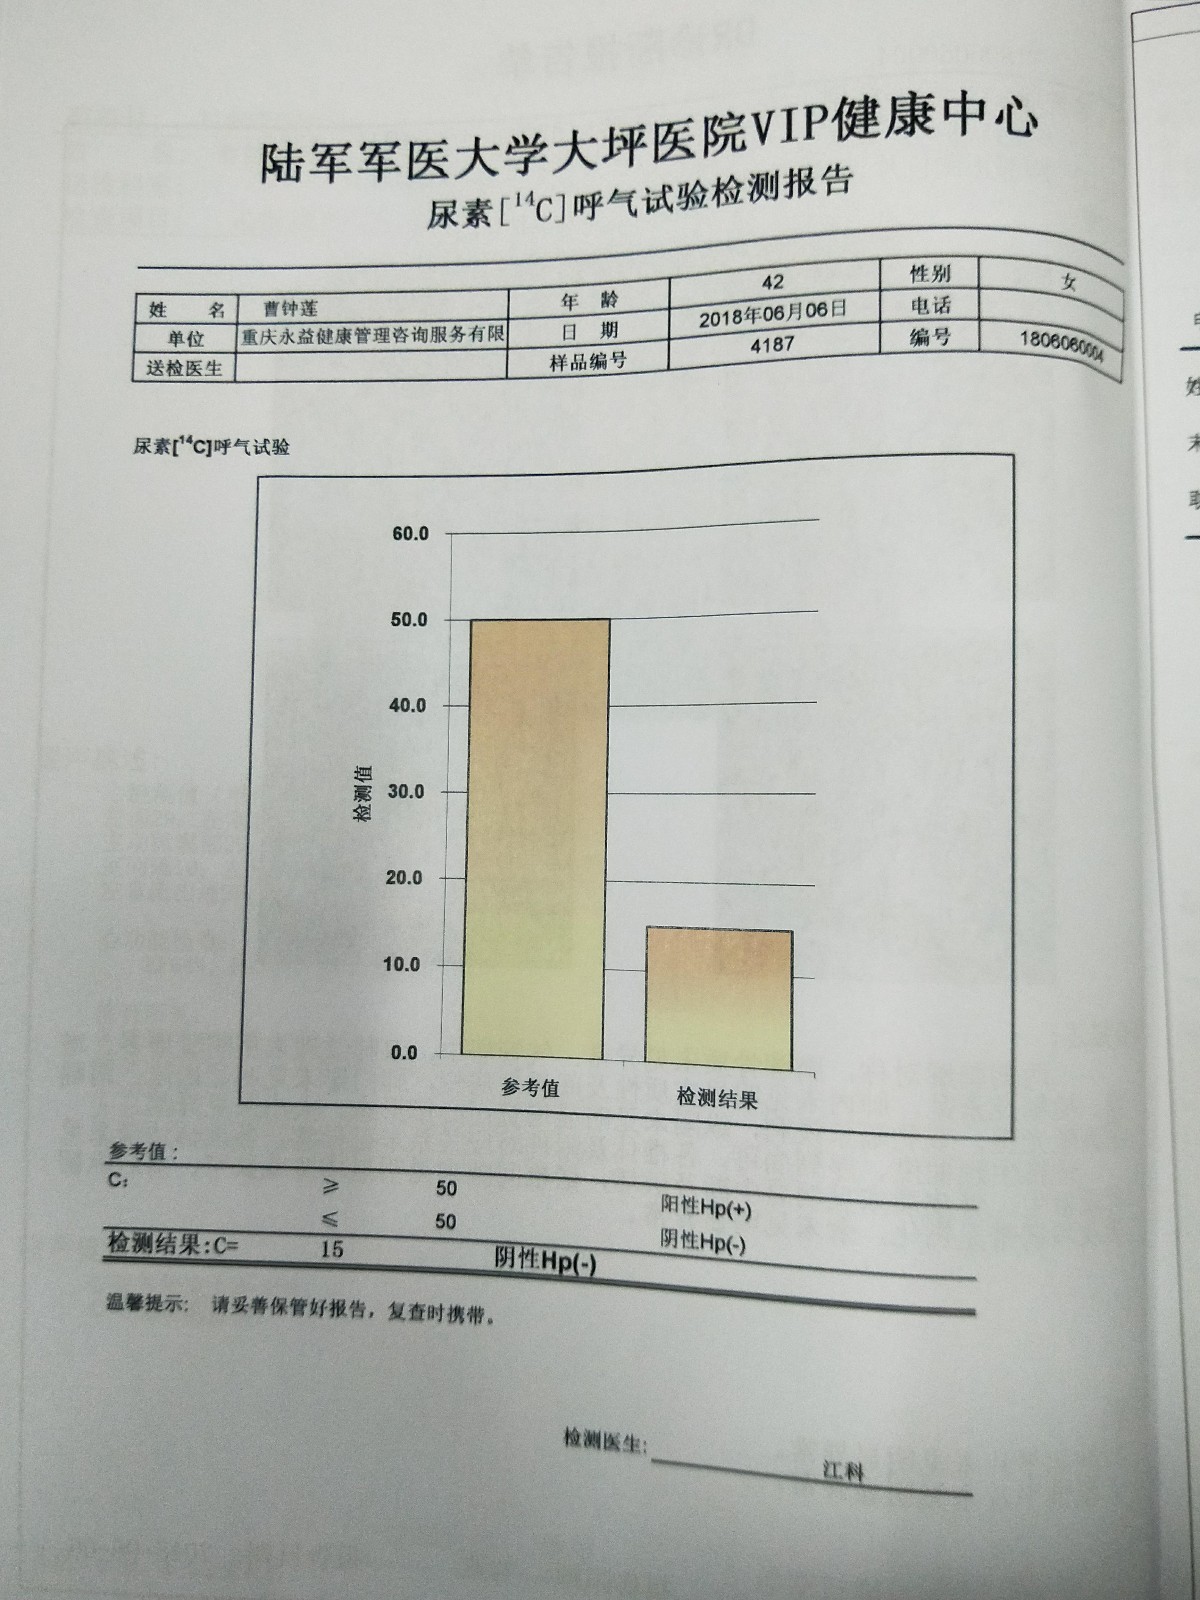 陆军军医大学大坪医院VIP健康中心
尿素[14C]呼气试验检测报告
姓 名 曹钟莲 年 龄 42 性别 女
单位 重庆永益健康管理咨询服务有限 日 期 2018年06月06日 电话
送检医生 样品编号 4187 编号 1806060004
尿素[14C]呼气试验
60.0
50.0
40.0
30.0
20.0
10.0
0.0
检测值
参考值 检测结果
参考值:
C: ≥ 50 阳性Hp(+)
≤ 50 阴性Hp(-)
检测结果:C= 15 阴性Hp(-)
温馨提示: 请妥善保管好报告，复查时携带。
检测医生: 江科